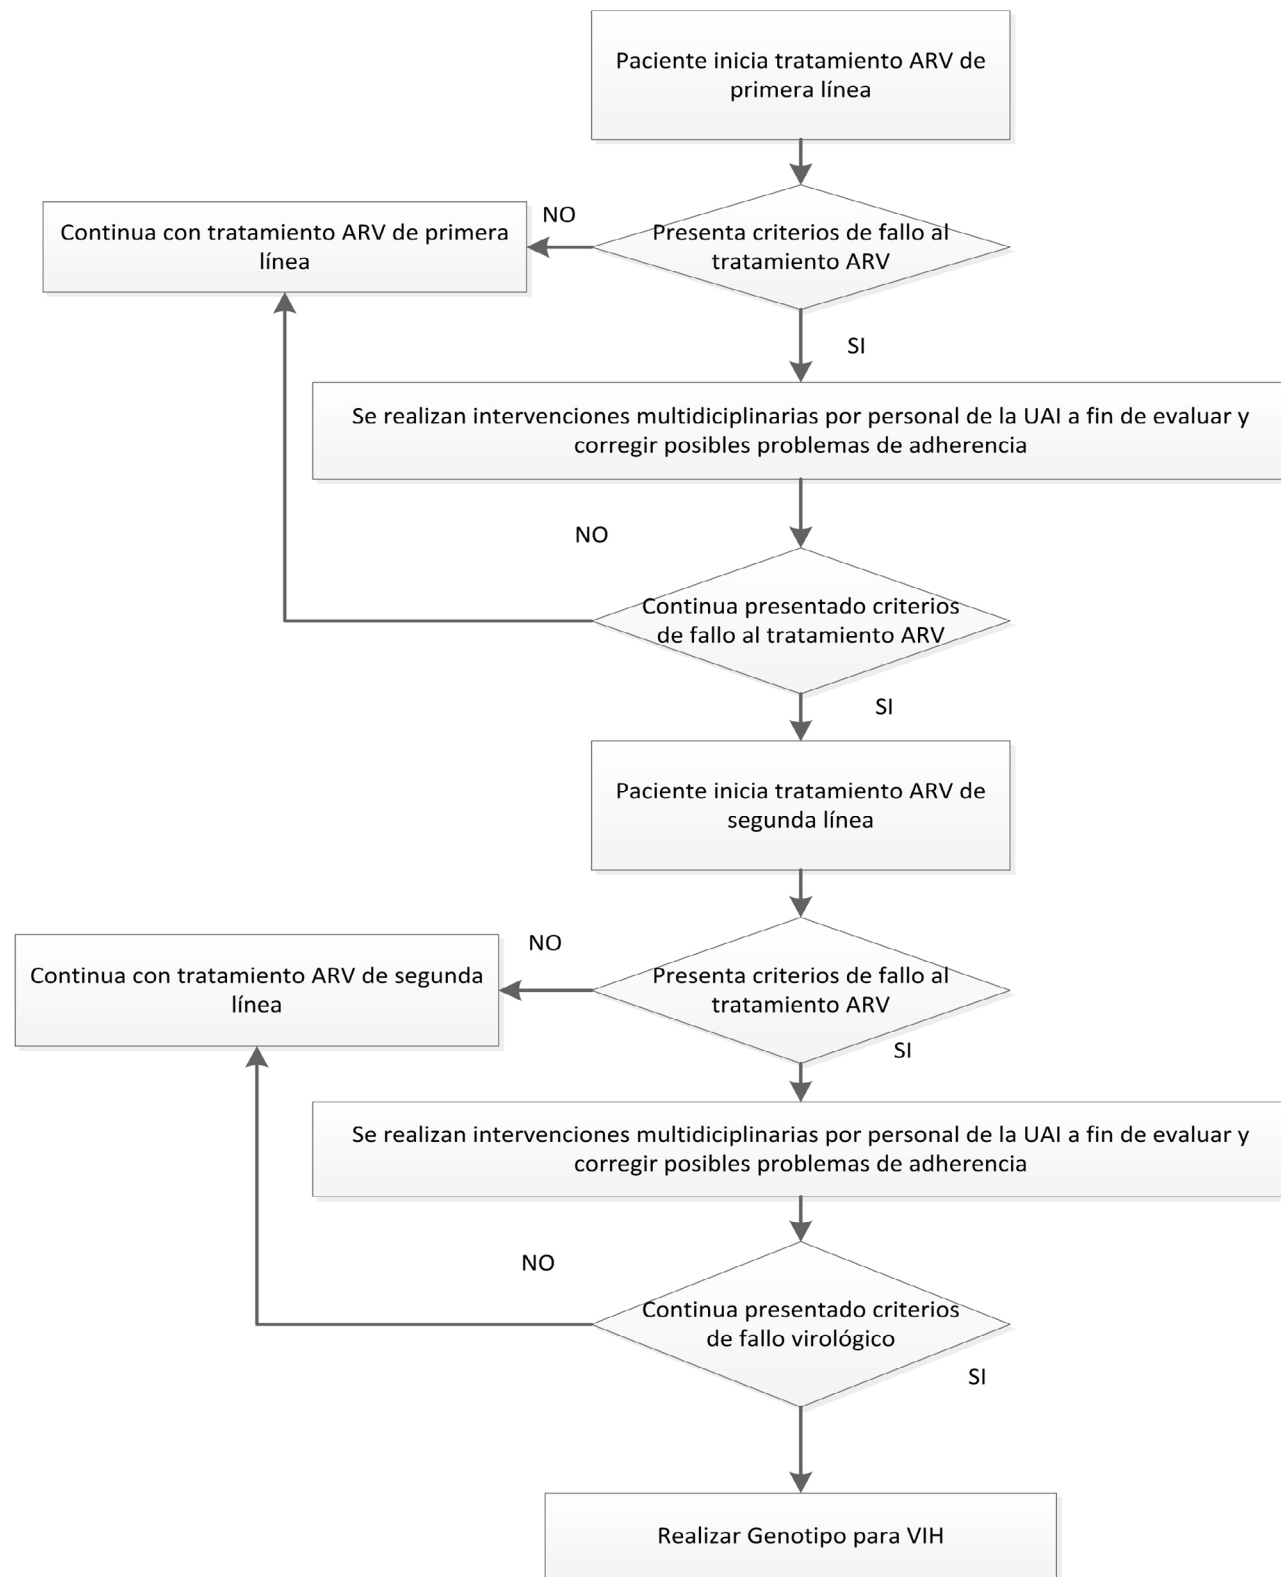 Paciente inicia tratamiento ARV de
primera línea
NO
Continua con tratamiento ARV de primera
línea
Presenta criterios de fallo al
tratamiento ARV
SI
Se realizan intervenciones multidiciplinarias por personal de la UAI a fin de evaluar y
corregir posibles problemas de adherencia
NO
Continua presentado criterios
de fallo al tratamiento ARV
SI
Paciente inicia tratamiento ARV de
segunda línea
NO
Continua con tratamiento ARV de segunda
línea
Presenta criterios de fallo al
tratamiento ARV
SI
Se realizan intervenciones multidiciplinarias por personal de la UAI a fin de evaluar y
corregir posibles problemas de adherencia
NO
Continua presentado criterios
de fallo virológico
SI
Realizar Genotipo para VIH